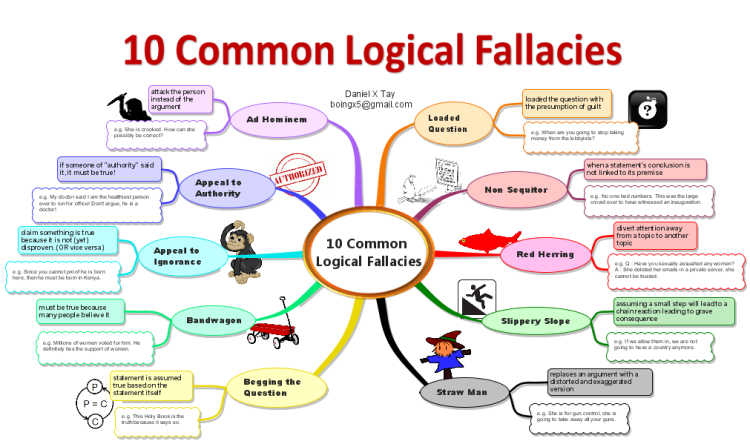 10 Common Logical Fallacies
Daniel X Tay
boingx5@gmail.com
attack the person
instead of the
argument
e.g. She is crooked. How can she
possibly be correct?
Ad Hominem
if someone of "authority" said
it, it must be true!
e.g. My doctor said I am the healthiest person
ever to run for office! Don't argue, he is a
doctor!
Appeal to
Authority
AUTHORIZED
claim something is true
because it is not (yet)
disproven. (OR vice versa)
e.g. Since you cannot proof he is born
here, then he must be born in Kenya.
Appeal to
Ignorance
must be true because
many people believe it
e.g. Millions of women voted for him. He
definitely has the support of women.
Bandwagon
statement is assumed
true based on the
statement itself
e.g. This Holy Book is the
truth because it says so.
P
P = C
C
Begging the
Question
10 Common
Logical Fallacies
Loaded
Question
loaded the question with
the presumption of guilt
e.g. When are you going to stop taking
money from the lobbyists?
?
Non Sequitor
when a statement's conclusion is
not linked to its premise
e.g. No one had numbers. This was the large
crowd ever to have witnessed an inauguration.
Red Herring
divert attention away
from a topic to another
topic
e.g. Q : Have you sexually assaulted any women?
A : She deleted her emails in a private server, she
cannot be trusted.
Slippery Slope
assuming a small step will lead to a
chain reaction leading to grave
consequence
e.g. If we allow them in, we are not
going to have a country anymore.
Straw Man
replaces an argument with a
distorted and exaggerated
version
e.g. She is for gun control, she is
going to take away all your guns.